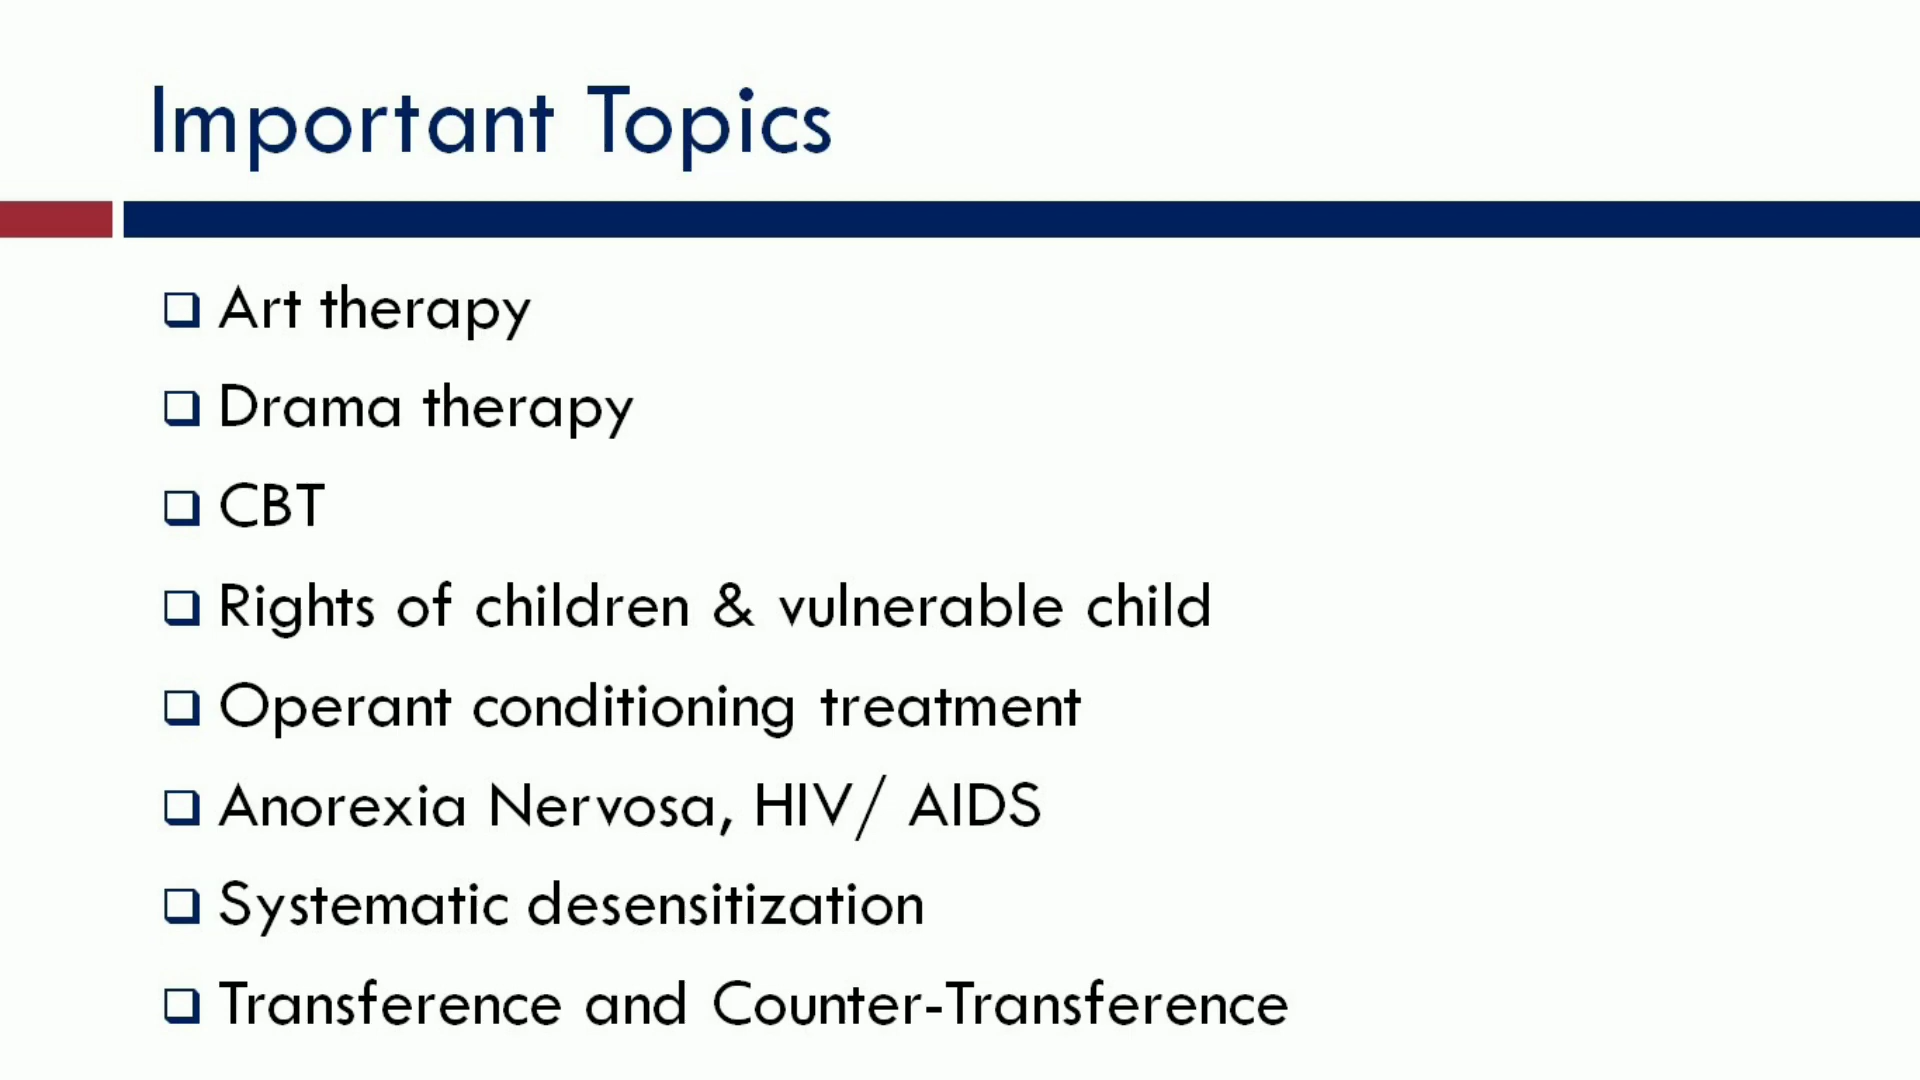 Important Topics
Art therapy
Drama therapy
CBT
Rights of children & vulnerable child
Operant conditioning treatment
Anorexia Nervosa, HIV/ AIDS
Systematic desensitization
Transference and Counter-Transference